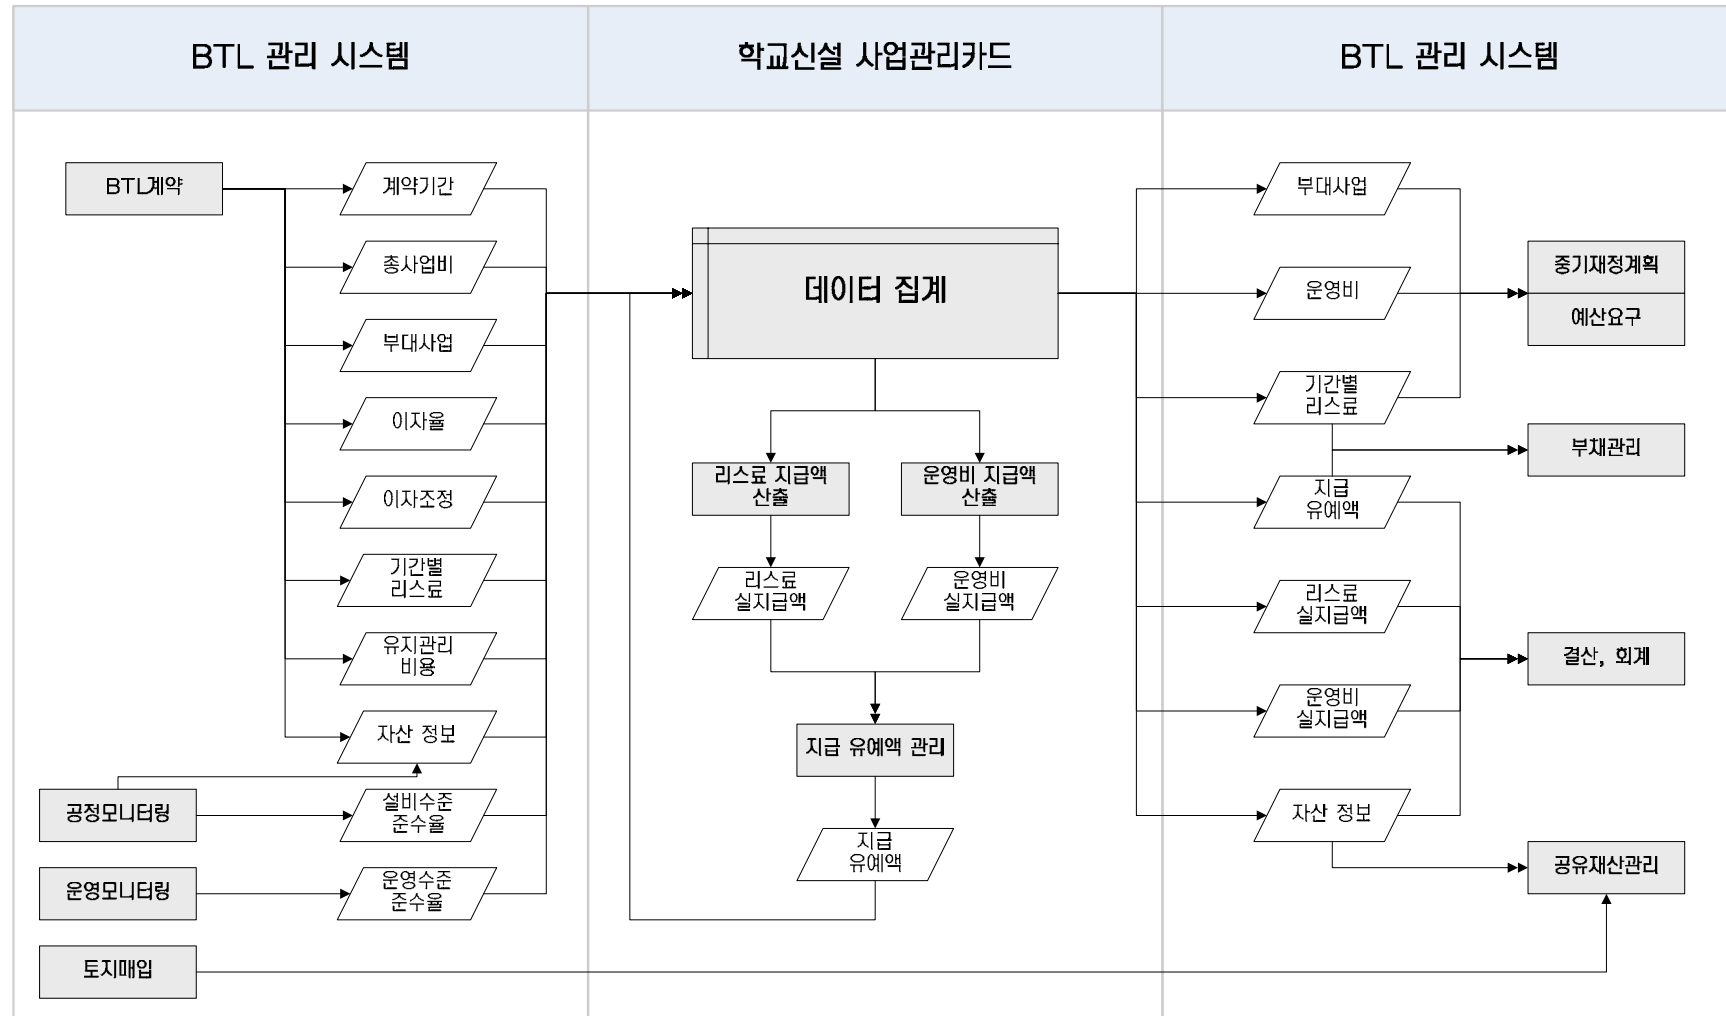 BTL 관리 시스템
학교신설 사업관리카드
BTL 관리 시스템
BTL계약
계약기간
총사업비
부대사업
이자율
이자조정
기간별
리스료
유지관리
비용
자산 정보
공정모니터링
설비수준
준수율
운영모니터링
운영수준
준수율
토지매입
데이터 집계
리스료 지급액
산출
운영비 지급액
산출
리스료
실지급액
운영비
실지급액
지급 유예액 관리
지급
유예액
부대사업
운영비
기간별
리스료
지급
유예액
리스료
실지급액
운영비
실지급액
자산 정보
중기재정계획
예산요구
부채관리
결산, 회계
공유재산관리